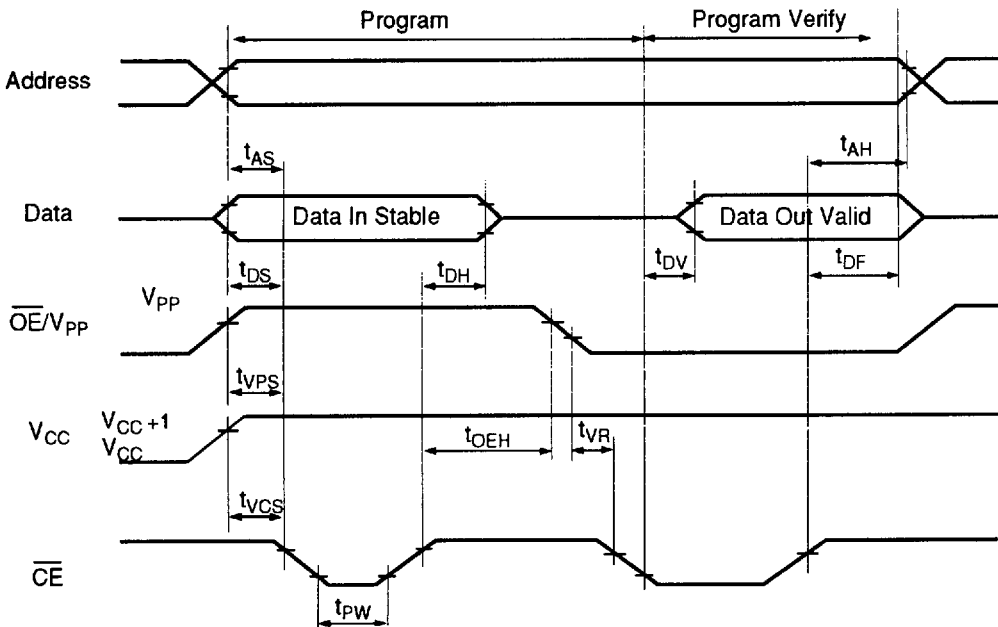 Program
Program Verify
Address
tAS
tAH
Data
Data In Stable
Data Out Valid
tDS
tDH
tDV
tDF
VPP
OE/VPP
tVPS
VCC
VCC +1
VCC
tOEH
tVR
tVCS
CE
tPW